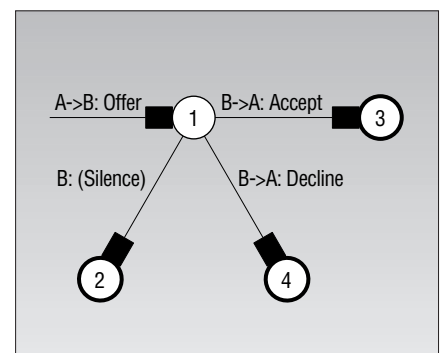 A->B: Offer
1
B->A: Accept
3
B: (Silence)
B->A: Decline
2
4